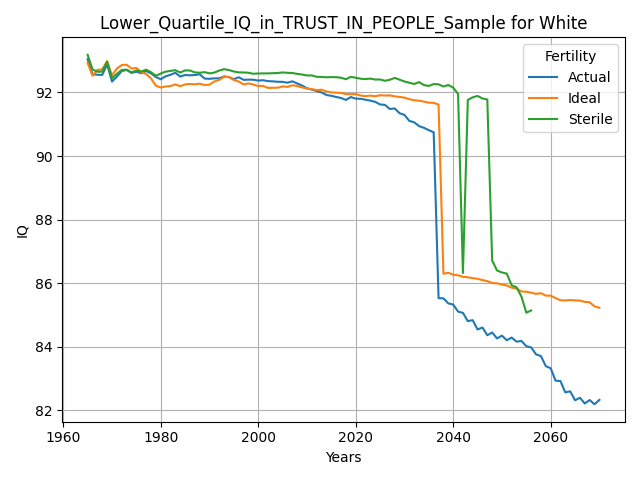 Lower_Quartile_IQ_in_TRUST_IN_PEOPLE_Sample for White
Fertility
Actual
Ideal
Sterile
IQ
92
90
88
86
84
82
1960
1980
2000
2020
2040
2060
Years